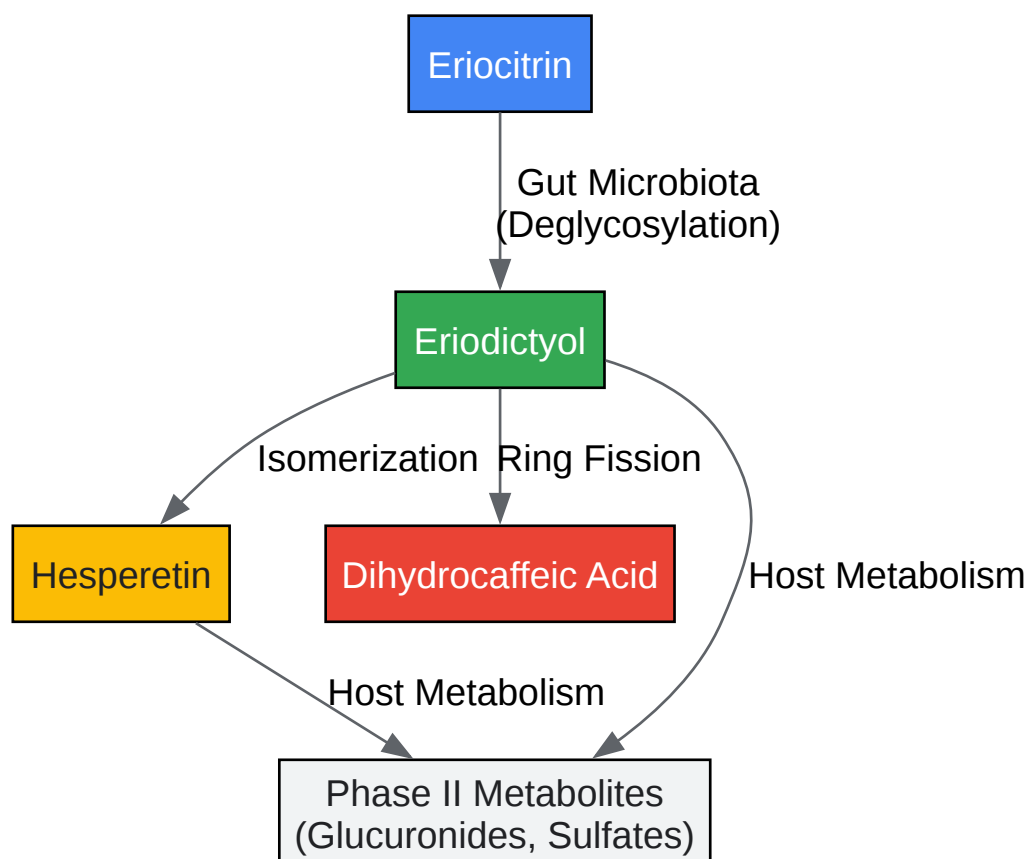 Eriocitrin
Gut Microbiota
(Deglycosylation)
Eriodictyol
Isomerization
Ring Fission
Hesperetin
Dihydrocaffeic Acid
Host Metabolism
Host Metabolism
Phase II Metabolites
(Glucuronides, Sulfates)